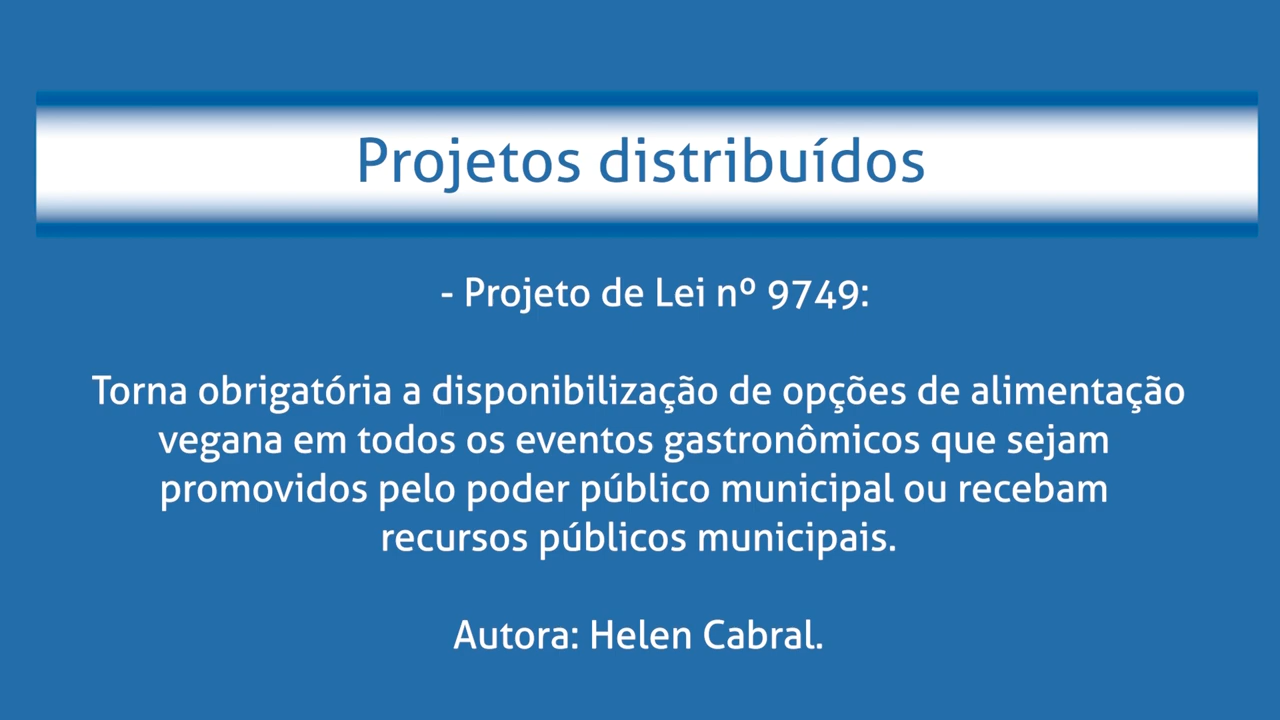 Projetos distribuídos
- Projeto de Lei nº 9749:
Torna obrigatória a disponibilização de opções de alimentação
vegana em todos os eventos gastronômicos que sejam
promovidos pelo poder público municipal ou recebam
recursos públicos municipais.
Autora: Helen Cabral.